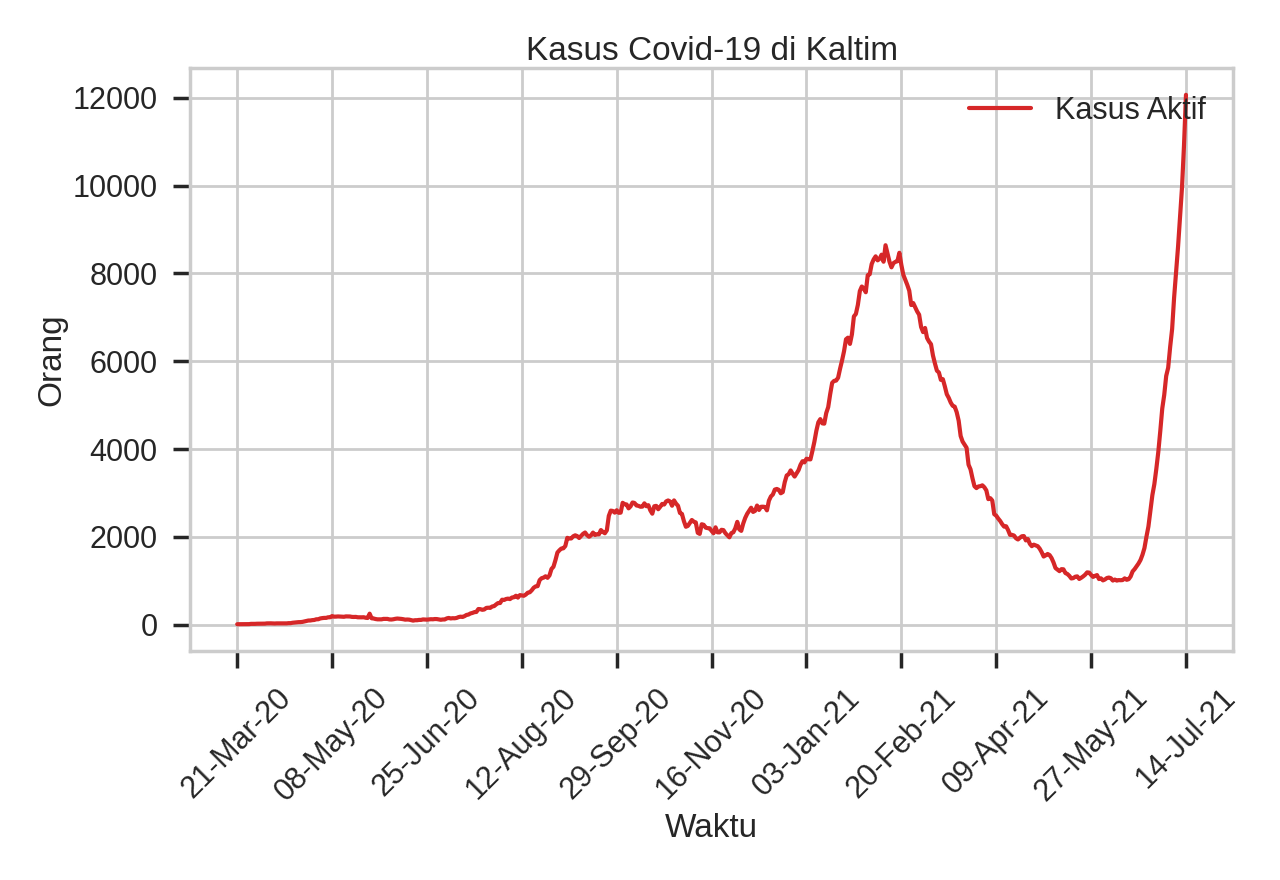 Kasus Covid-19 di Kaltim
Kasus Aktif
12000
10000
8000
6000
4000
2000
0
Orang
21-Mar-20
08-May-20
25-Jun-20
12-Aug-20
29-Sep-20
16-Nov-20
03-Jan-21
20-Feb-21
09-Apr-21
27-May-21
14-Jul-21
Waktu